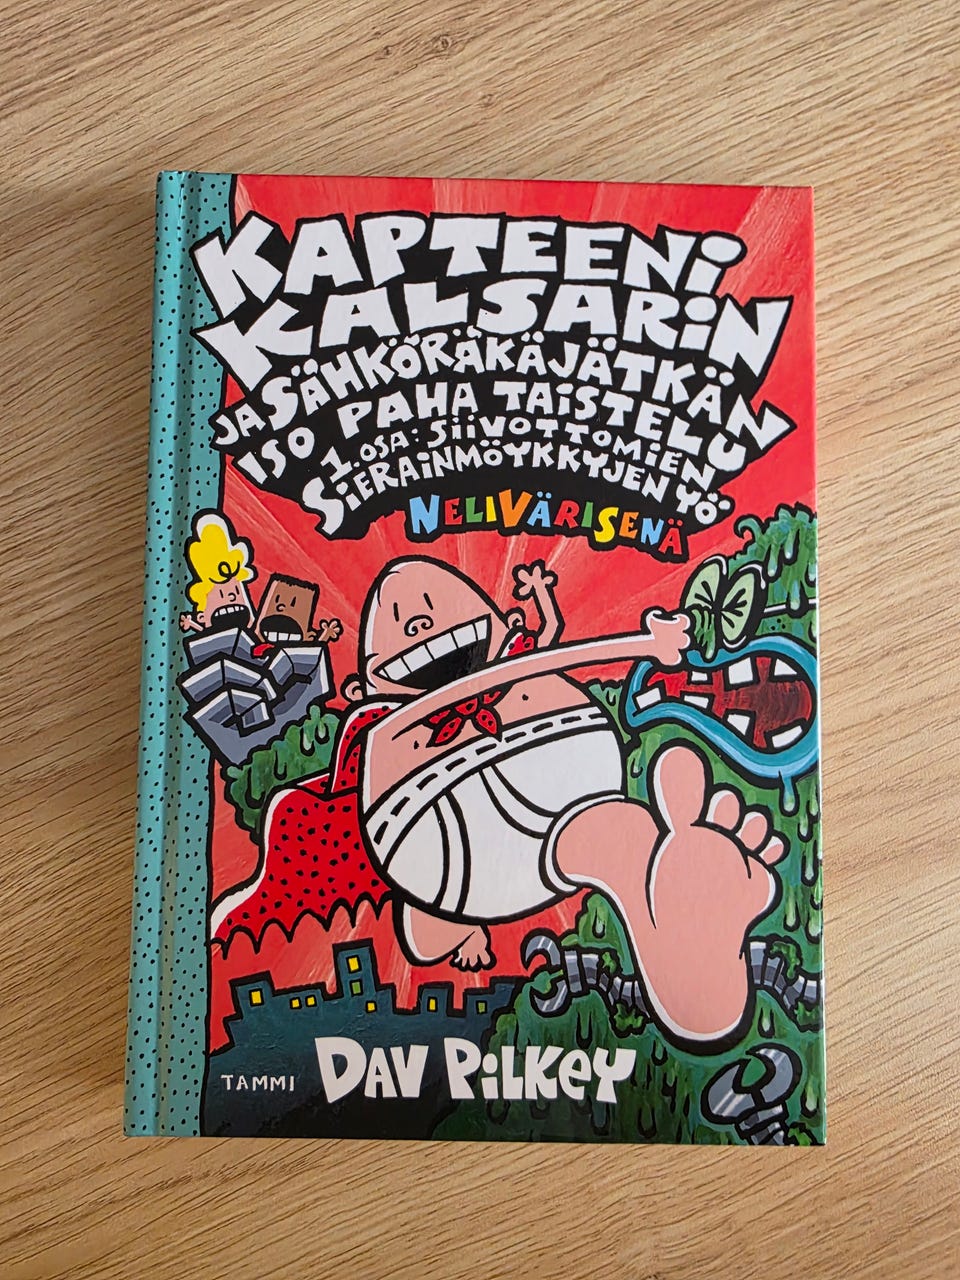 KAPTEENI
KALSARIN
JA SÄHKÖRÄKÄJÄTKÄN
ISO PAHA TAISTELU
1. OSA: SIIVOTTOMIEN
SIERAINMÖYKKYJEN YÖ
NELIVÄRISENÄ
TAMMI
DAV PILKEY